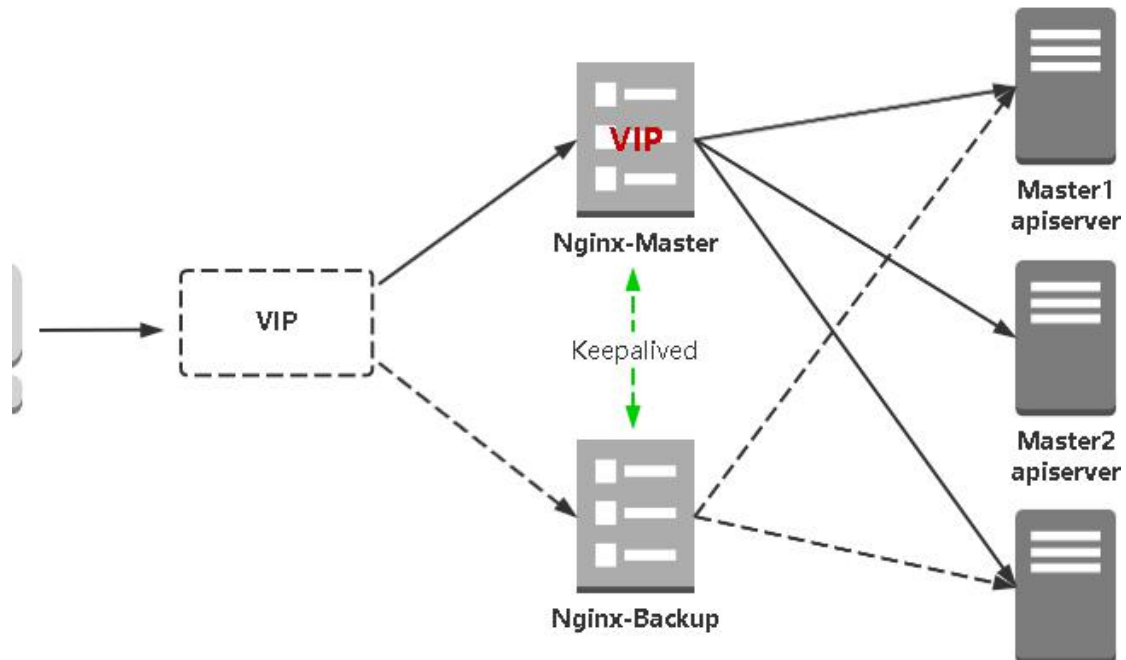 VIP
VIP
Nginx-Master
Keepalived
Nginx-Backup
Master1
apiserver
Master2
apiserver